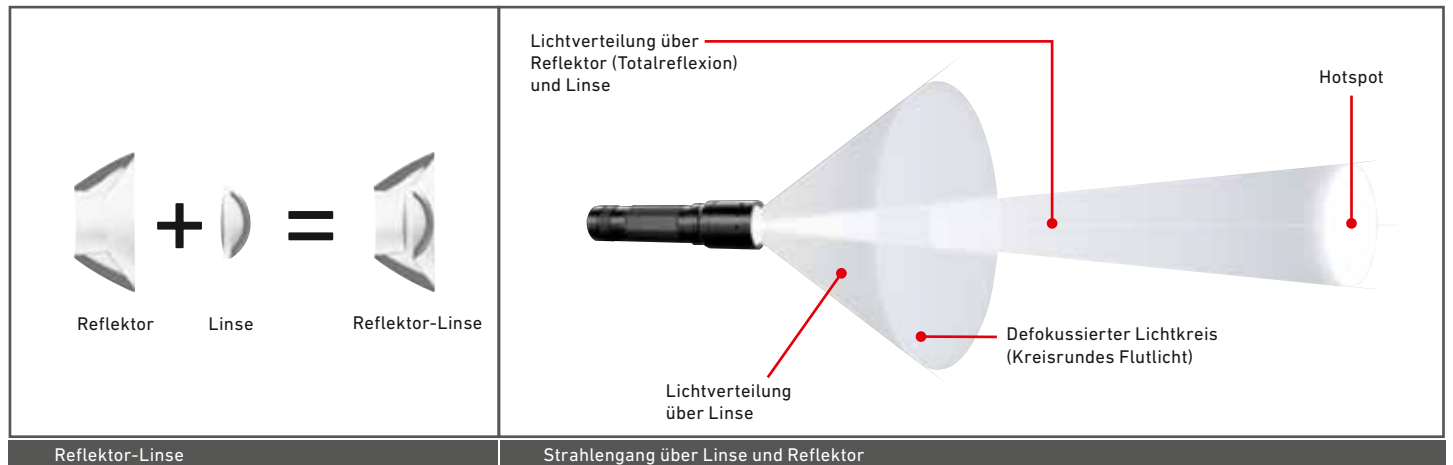 Reflektor
Linse
Reflektor-Linse
Lichtverteilung über
Reflektor (Totalreflexion)
und Linse
Hotspot
Defokussierter Lichtkreis
(Kreisrundes Flutlicht)
Lichtverteilung
über Linse
Reflektor-Linse
Strahlengang über Linse und Reflektor